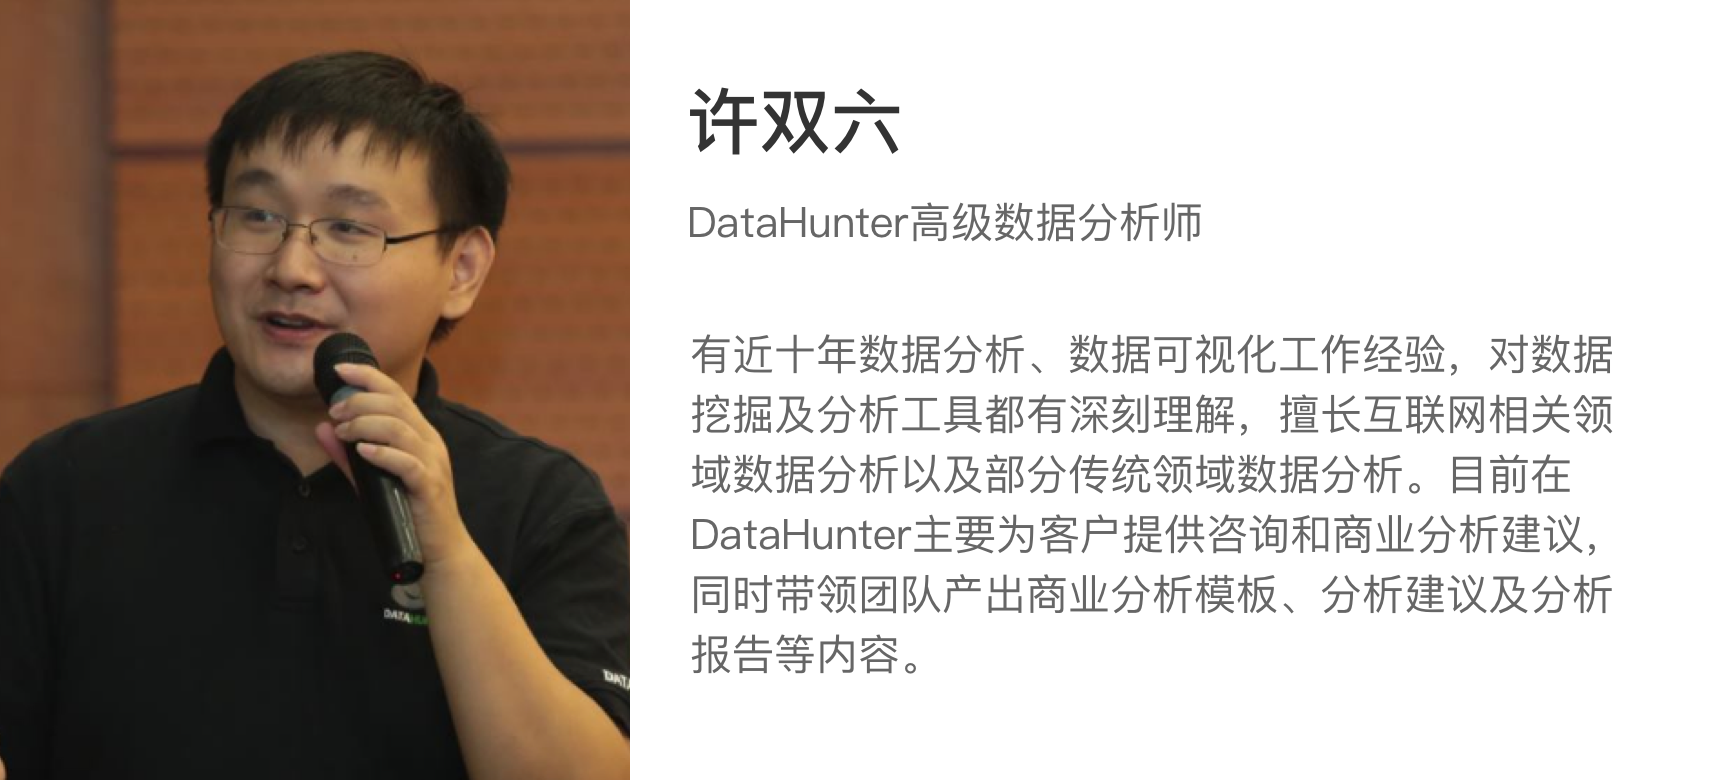 许双六
DataHunter高级数据分析师
有近十年数据分析、数据可视化工作经验，对数据
挖掘及分析工具都有深刻理解，擅长互联网相关领
域数据分析以及部分传统领域数据分析。目前在
DataHunter主要为客户提供咨询和商业分析建议，
同时带领团队产出商业分析模板、分析建议及分析
报告等内容。
DATAHU
DATA